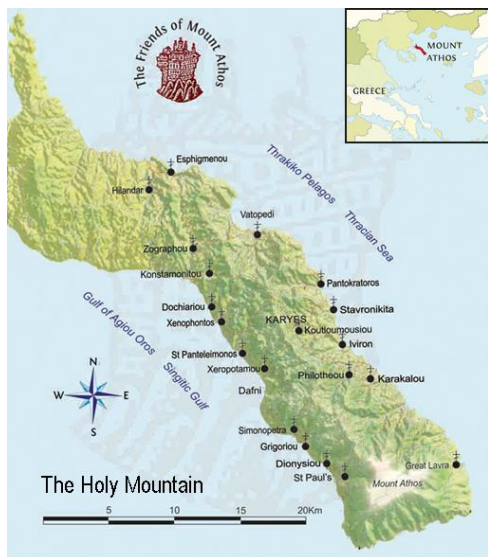 The Friends of Mount Athos
MOUNT
ATHOS
GREECE
Esphigmenou
Hilandar
Thrakiko Pelagos
Thracian Sea
Vatopedi
Zographou
Konstamonitou
Pantokratoros
Gulf of Agiou Oros
Singitic Gulf
Dochiariou
Stavronikita
Xenophontos
KARYES
Koutloumousiou
Iviron
St Panteleimonos
Xeropotamou
Philotheou
Karakalou
Dafni
N
W
E
S
Simonopetra
Grigoriou
Dionysiou
St Paul's
Great Lavra
Mount Athos
The Holy Mountain
5
10
15
20Km